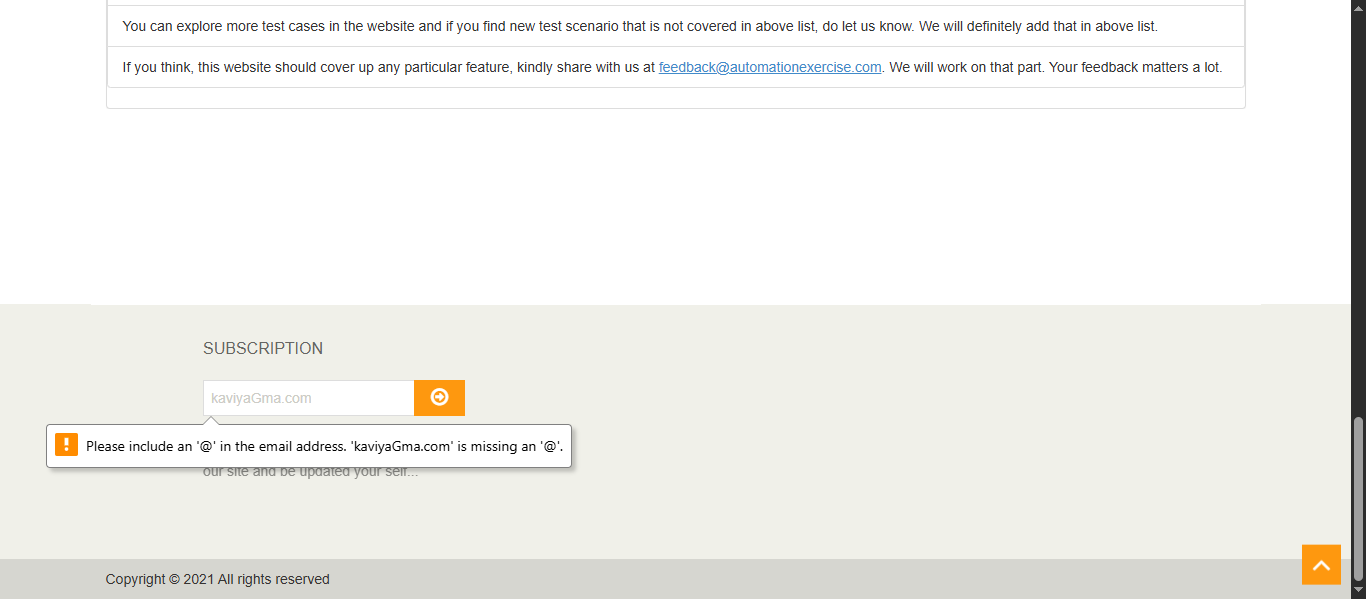 You can explore more test cases in the website and if you find new test scenario that is not covered in above list, do let us know. We will definitely add that in above list.
If you think, this website should cover up any particular feature, kindly share with us at feedback@automationexercise.com. We will work on that part. Your feedback matters a lot.
SUBSCRIPTION
kaviyaGma.com
Please include an '@' in the email address. 'kaviyaGma.com' is missing an '@'.
our site and be updated your self...
Copyright © 2021 All rights reserved